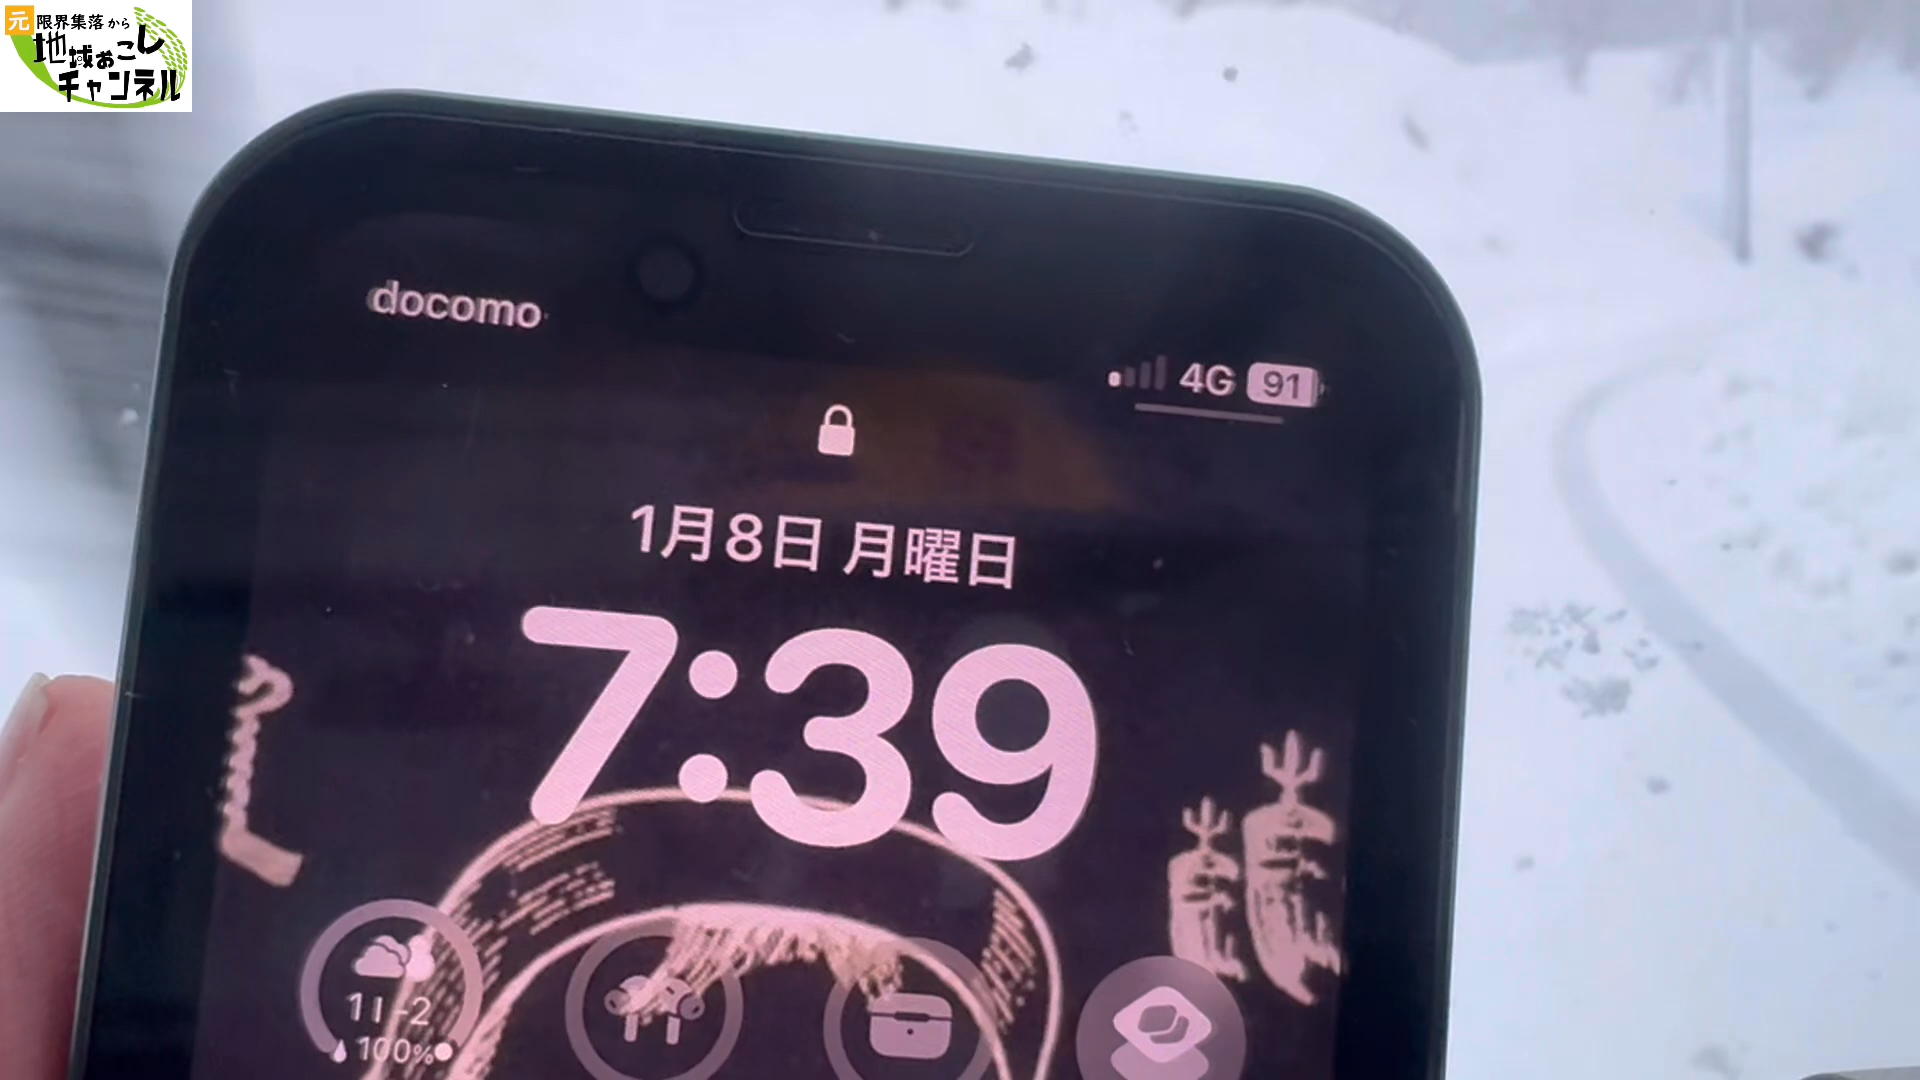 元 限界集落から
地域おこし
チャンネル
docomo
4G 91
1月8日 月曜日
7:39
11 -2
100%